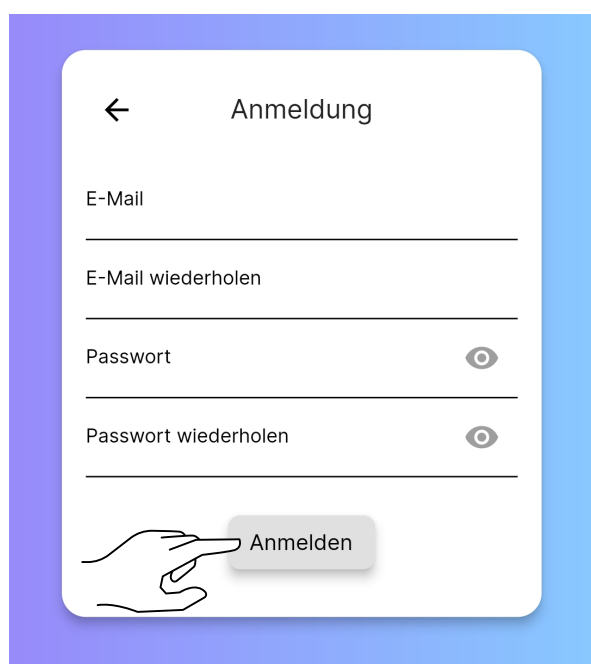 Anmeldung
E-Mail
E-Mail wiederholen
Passwort
Passwort wiederholen
Anmelden